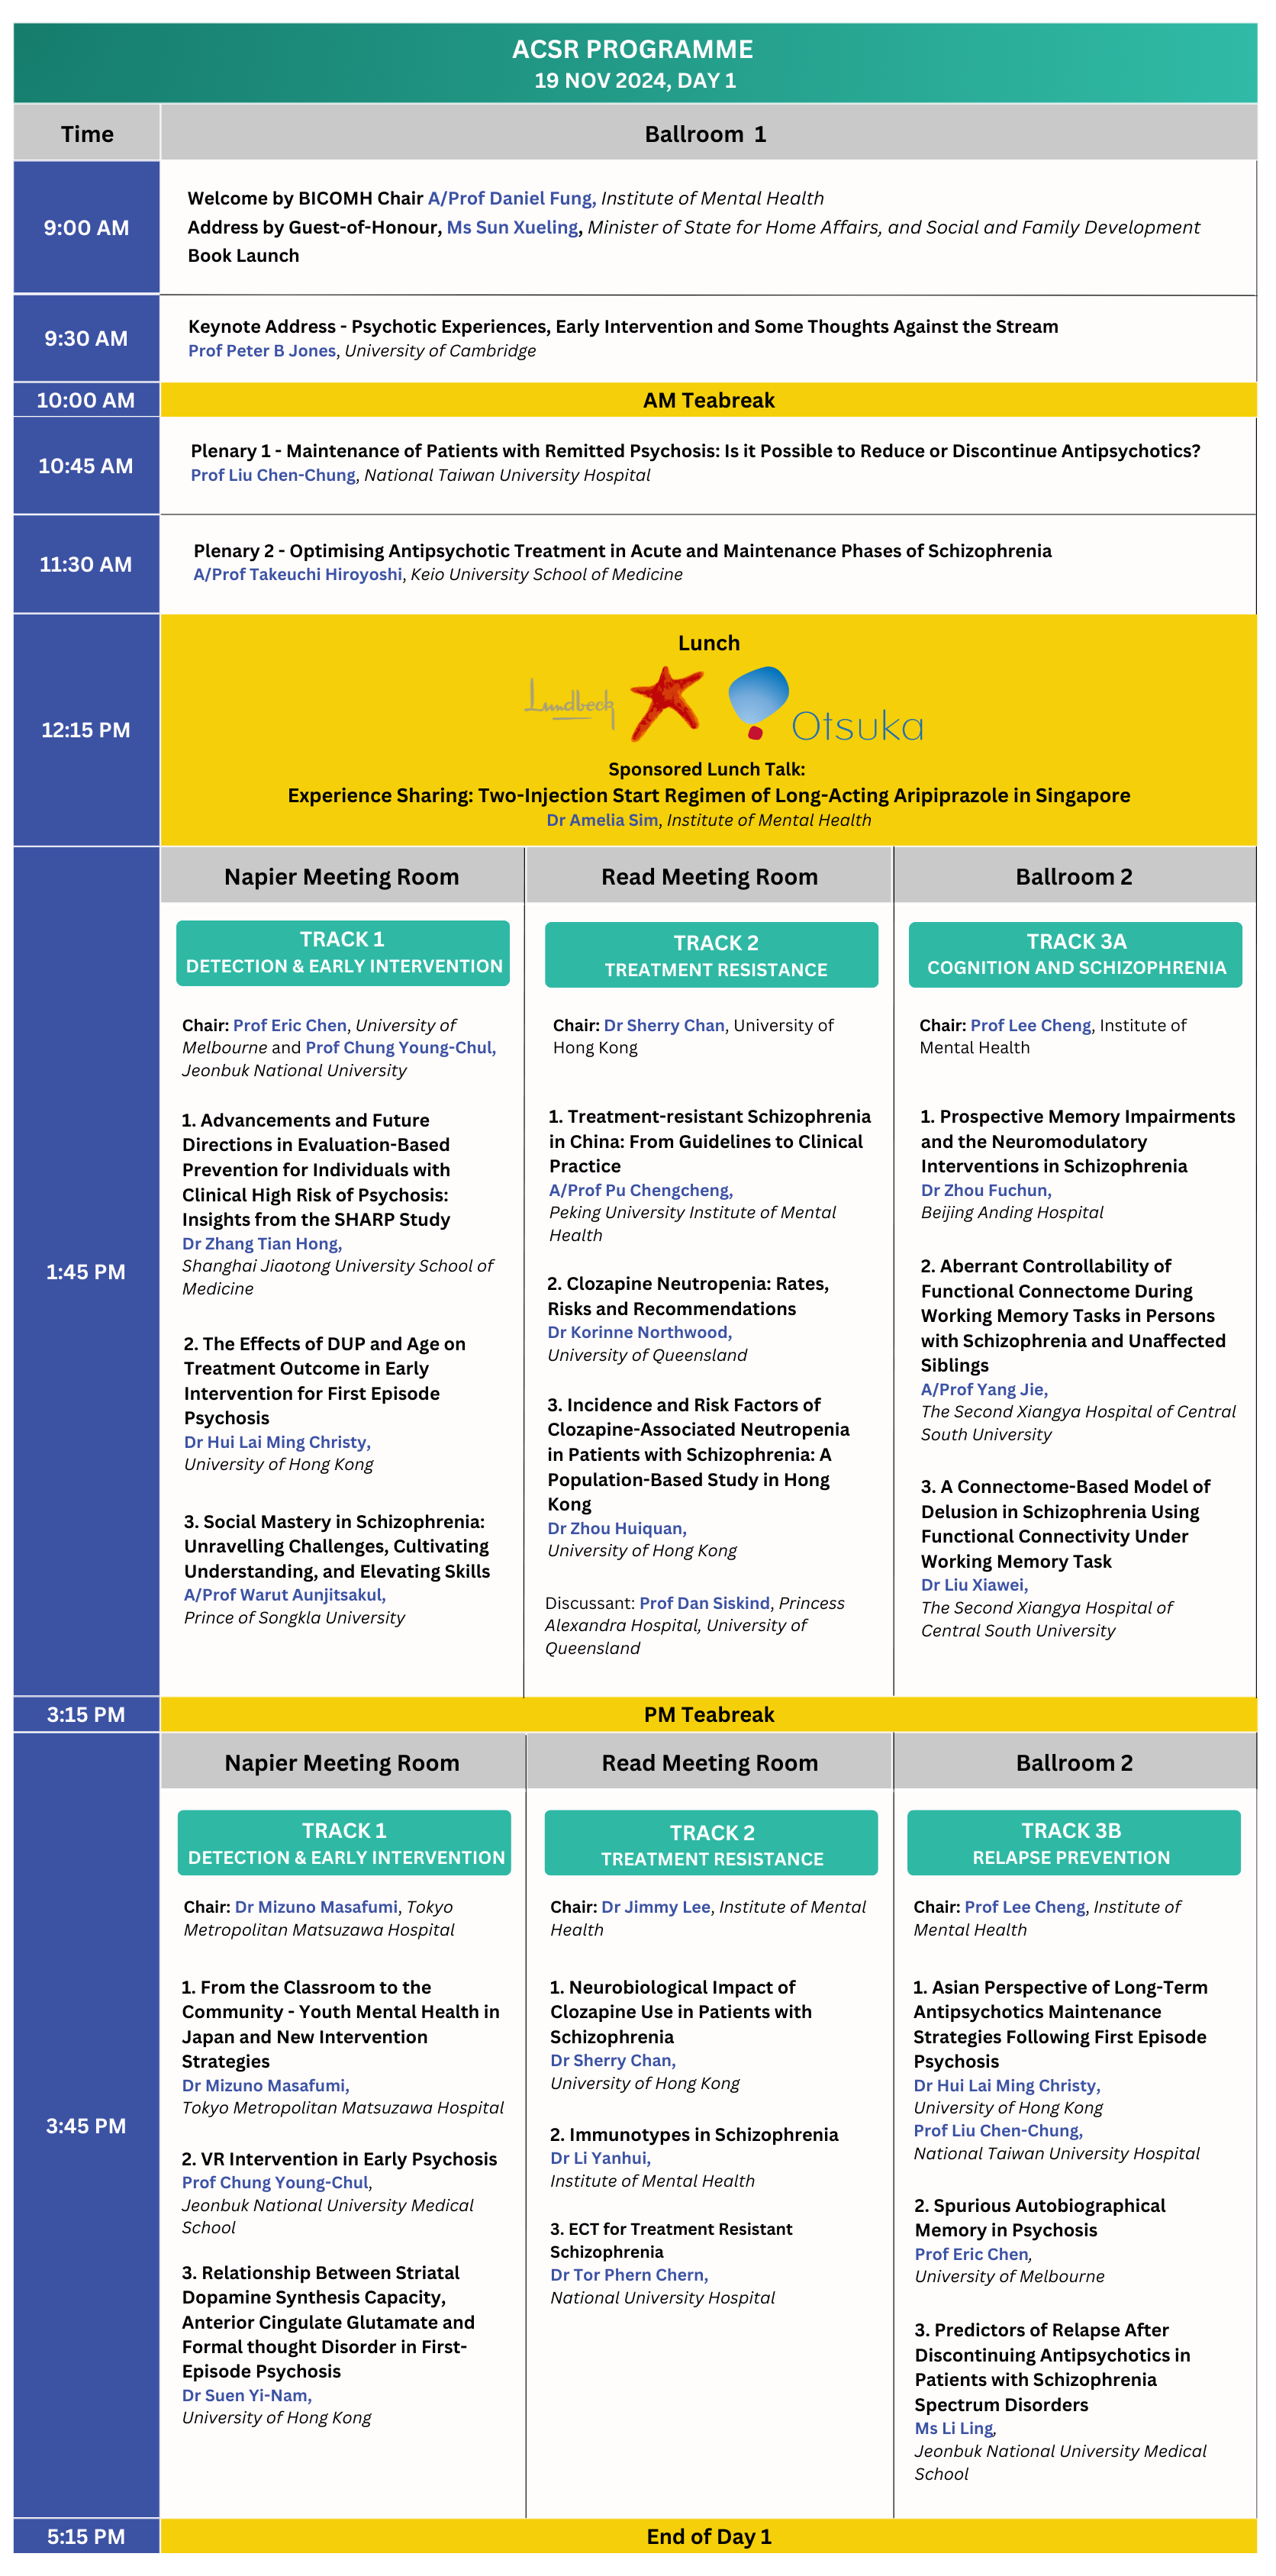 ACSR PROGRAMME
19 NOV 2024, DAY 1
Time
Ballroom 1
9:00 AM
Welcome by BICOMH Chair A/Prof Daniel Fung, Institute of Mental Health
Address by Guest-of-Honour, Ms Sun Xueling, Minister of State for Home Affairs, and Social and Family Development
Book Launch
9:30 AM
Keynote Address - Psychotic Experiences, Early Intervention and Some Thoughts Against the Stream
Prof Peter B Jones, University of Cambridge
10:00 AM
AM Teabreak
10:45 AM
Plenary 1 - Maintenance of Patients with Remitted Psychosis: Is it Possible to Reduce or Discontinue Antipsychotics?
Prof Liu Chen-Chung, National Taiwan University Hospital
11:30 AM
Plenary 2 - Optimising Antipsychotic Treatment in Acute and Maintenance Phases of Schizophrenia
A/Prof Takeuchi Hiroyoshi, Keio University School of Medicine
12:15 PM
Lunch
Lundbeck
Otsuka
Sponsored Lunch Talk:
Experience Sharing: Two-Injection Start Regimen of Long-Acting Aripiprazole in Singapore
Dr Amelia Sim, Institute of Mental Health
1:45 PM
Napier Meeting Room
TRACK 1
DETECTION & EARLY INTERVENTION
Chair: Prof Eric Chen, University of
Melbourne and Prof Chung Young-Chul,
Jeonbuk National University
1. Advancements and Future
Directions in Evaluation-Based
Prevention for Individuals with
Clinical High Risk of Psychosis:
Insights from the SHARP Study
Dr Zhang Tian Hong,
Shanghai Jiaotong University School of
Medicine
2. The Effects of DUP and Age on
Treatment Outcome in Early
Intervention for First Episode
Psychosis
Dr Hui Lai Ming Christy,
University of Hong Kong
3. Social Mastery in Schizophrenia:
Unravelling Challenges, Cultivating
Understanding, and Elevating Skills
A/Prof Warut Aunjitsakul,
Prince of Songkla University
Read Meeting Room
TRACK 2
TREATMENT RESISTANCE
Chair: Dr Sherry Chan, University of
Hong Kong
1. Treatment-resistant Schizophrenia
in China: From Guidelines to Clinical
Practice
A/Prof Pu Chengcheng,
Peking University Institute of Mental
Health
2. Clozapine Neutropenia: Rates,
Risks and Recommendations
Dr Korinne Northwood,
University of Queensland
3. Incidence and Risk Factors of
Clozapine-Associated Neutropenia
in Patients with Schizophrenia: A
Population-Based Study in Hong
Kong
Dr Zhou Huiquan,
University of Hong Kong
Discussant: Prof Dan Siskind, Princess
Alexandra Hospital, University of
Queensland
Ballroom 2
TRACK 3A
COGNITION AND SCHIZOPHRENIA
Chair: Prof Lee Cheng, Institute of
Mental Health
1. Prospective Memory Impairments
and the Neuromodulatory
Interventions in Schizophrenia
Dr Zhou Fuchun,
Beijing Anding Hospital
2. Aberrant Controllability of
Functional Connectome During
Working Memory Tasks in Persons
with Schizophrenia and Unaffected
Siblings
A/Prof Yang Jie,
The Second Xiangya Hospital of Central
South University
3. A Connectome-Based Model of
Delusion in Schizophrenia Using
Functional Connectivity Under
Working Memory Task
Dr Liu Xiawei,
The Second Xiangya Hospital of
Central South University
3:15 PM
PM Teabreak
3:45 PM
Napier Meeting Room
TRACK 1
DETECTION & EARLY INTERVENTION
Chair: Dr Mizuno Masafumi, Tokyo
Metropolitan Matsuzawa Hospital
1. From the Classroom to the
Community - Youth Mental Health in
Japan and New Intervention
Strategies
Dr Mizuno Masafumi,
Tokyo Metropolitan Matsuzawa Hospital
2. VR Intervention in Early Psychosis
Prof Chung Young-Chul,
Jeonbuk National University Medical
School
3. Relationship Between Striatal
Dopamine Synthesis Capacity,
Anterior Cingulate Glutamate and
Formal thought Disorder in First-
Episode Psychosis
Dr Suen Yi-Nam,
University of Hong Kong
Read Meeting Room
TRACK 2
TREATMENT RESISTANCE
Chair: Dr Jimmy Lee, Institute of Mental
Health
1. Neurobiological Impact of
Clozapine Use in Patients with
Schizophrenia
Dr Sherry Chan,
University of Hong Kong
2. Immunotypes in Schizophrenia
Dr Li Yanhui,
Institute of Mental Health
3. ECT for Treatment Resistant
Schizophrenia
Dr Tor Phern Chern,
National University Hospital
Ballroom 2
TRACK 3B
RELAPSE PREVENTION
Chair: Prof Lee Cheng, Institute of
Mental Health
1. Asian Perspective of Long-Term
Antipsychotics Maintenance
Strategies Following First Episode
Psychosis
Dr Hui Lai Ming Christy,
University of Hong Kong
Prof Liu Chen-Chung,
National Taiwan University Hospital
2. Spurious Autobiographical
Memory in Psychosis
Prof Eric Chen,
University of Melbourne
3. Predictors of Relapse After
Discontinuing Antipsychotics in
Patients with Schizophrenia
Spectrum Disorders
Ms Li Ling,
Jeonbuk National University Medical
School
5:15 PM
End of Day 1